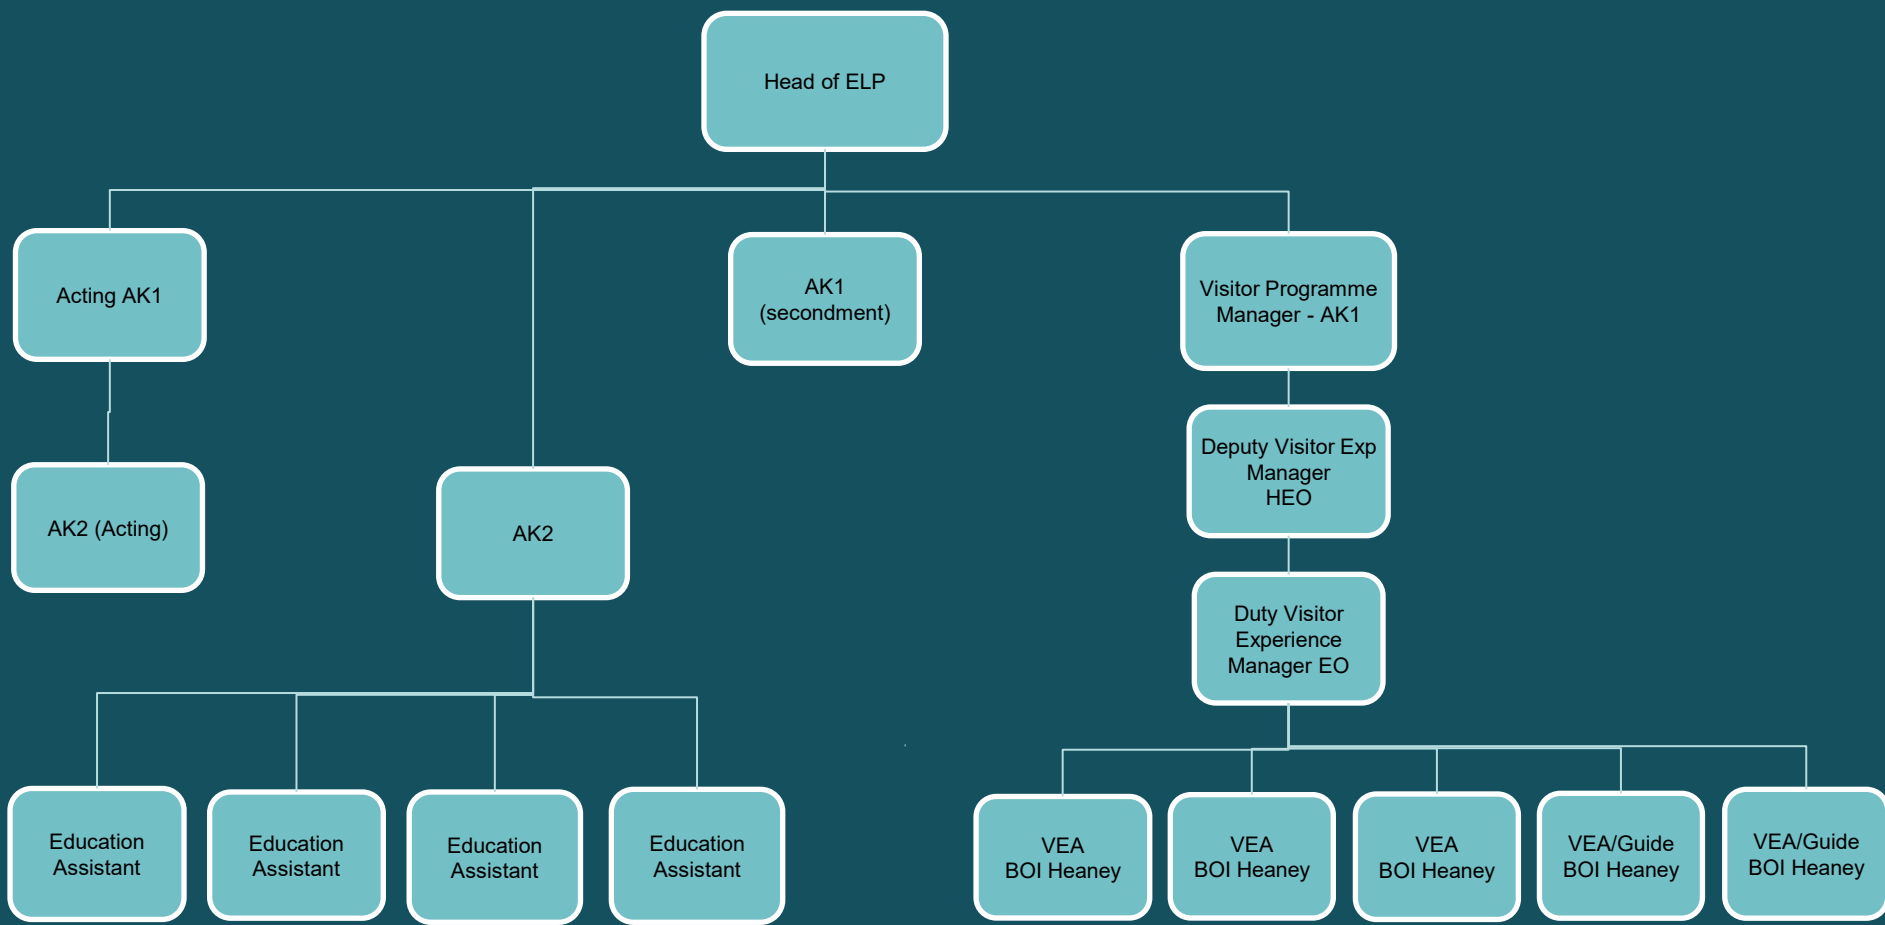 Head of ELP
Acting AK1
AK1
(secondment)
Visitor Programme
Manager - AK1
Deputy Visitor Exp
Manager
HEO
AK2 (Acting)
AK2
Duty Visitor
Experience
Manager EO
Education
Assistant
Education
Assistant
Education
Assistant
Education
Assistant
VEA
BOI Heaney
VEA
BOI Heaney
VEA
BOI Heaney
VEA/Guide
BOI Heaney
VEA/Guide
BOI Heaney